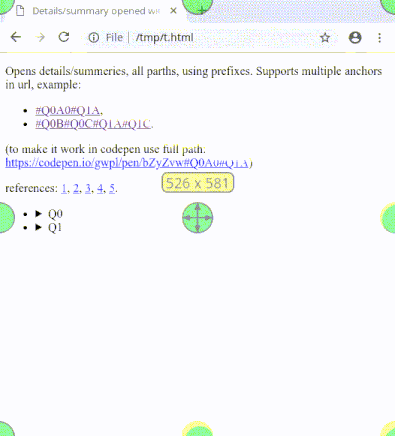 Details/summary opened wi
File | /tmp/t.html
Opens Details/summeries, all parths, using prefixes. Supports multiple anchors
in url, example:
#Q0A0#Q1A,
#Q0B#Q0C#Q1A#Q1C.
(to make it work in codepen use full path:
https://codepen.io/gwpl/pen/bZyZvw#Q0A0#Q1A)
526 x 581
references: 1, 2, 3, 4, 5.
Q0
Q1